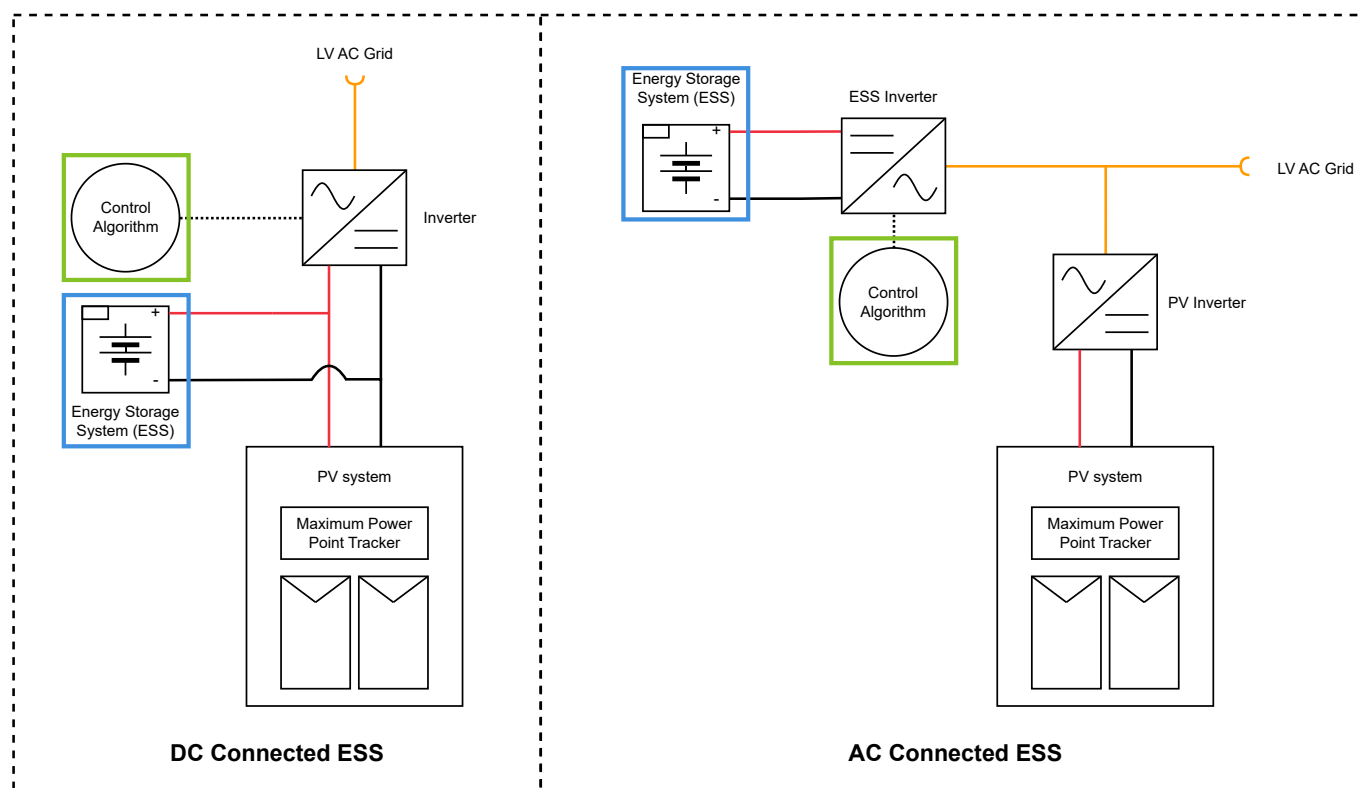 LV AC Grid
Control
Algorithm
Inverter
+
-
Energy Storage
System (ESS)
PV system
Maximum Power
Point Tracker
DC Connected ESS
Energy Storage
System (ESS)
+
-
ESS Inverter
LV AC Grid
Control
Algorithm
PV Inverter
PV system
Maximum Power
Point Tracker
AC Connected ESS